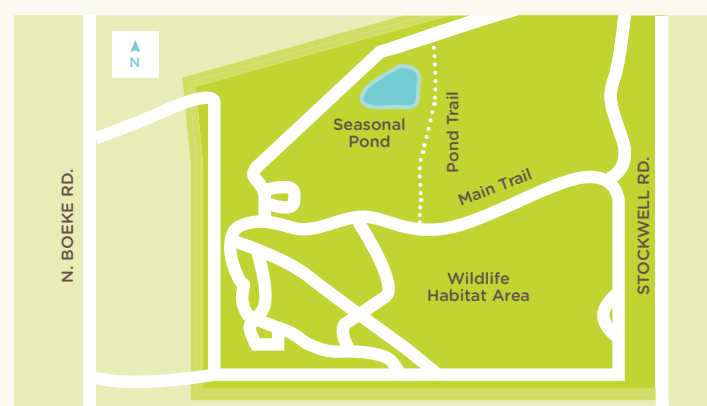 N
Seasonal
Pond
Pond Trail
Main Trail
N. BOEKE RD.
STOCKWELL RD.
Wildlife
Habitat Area